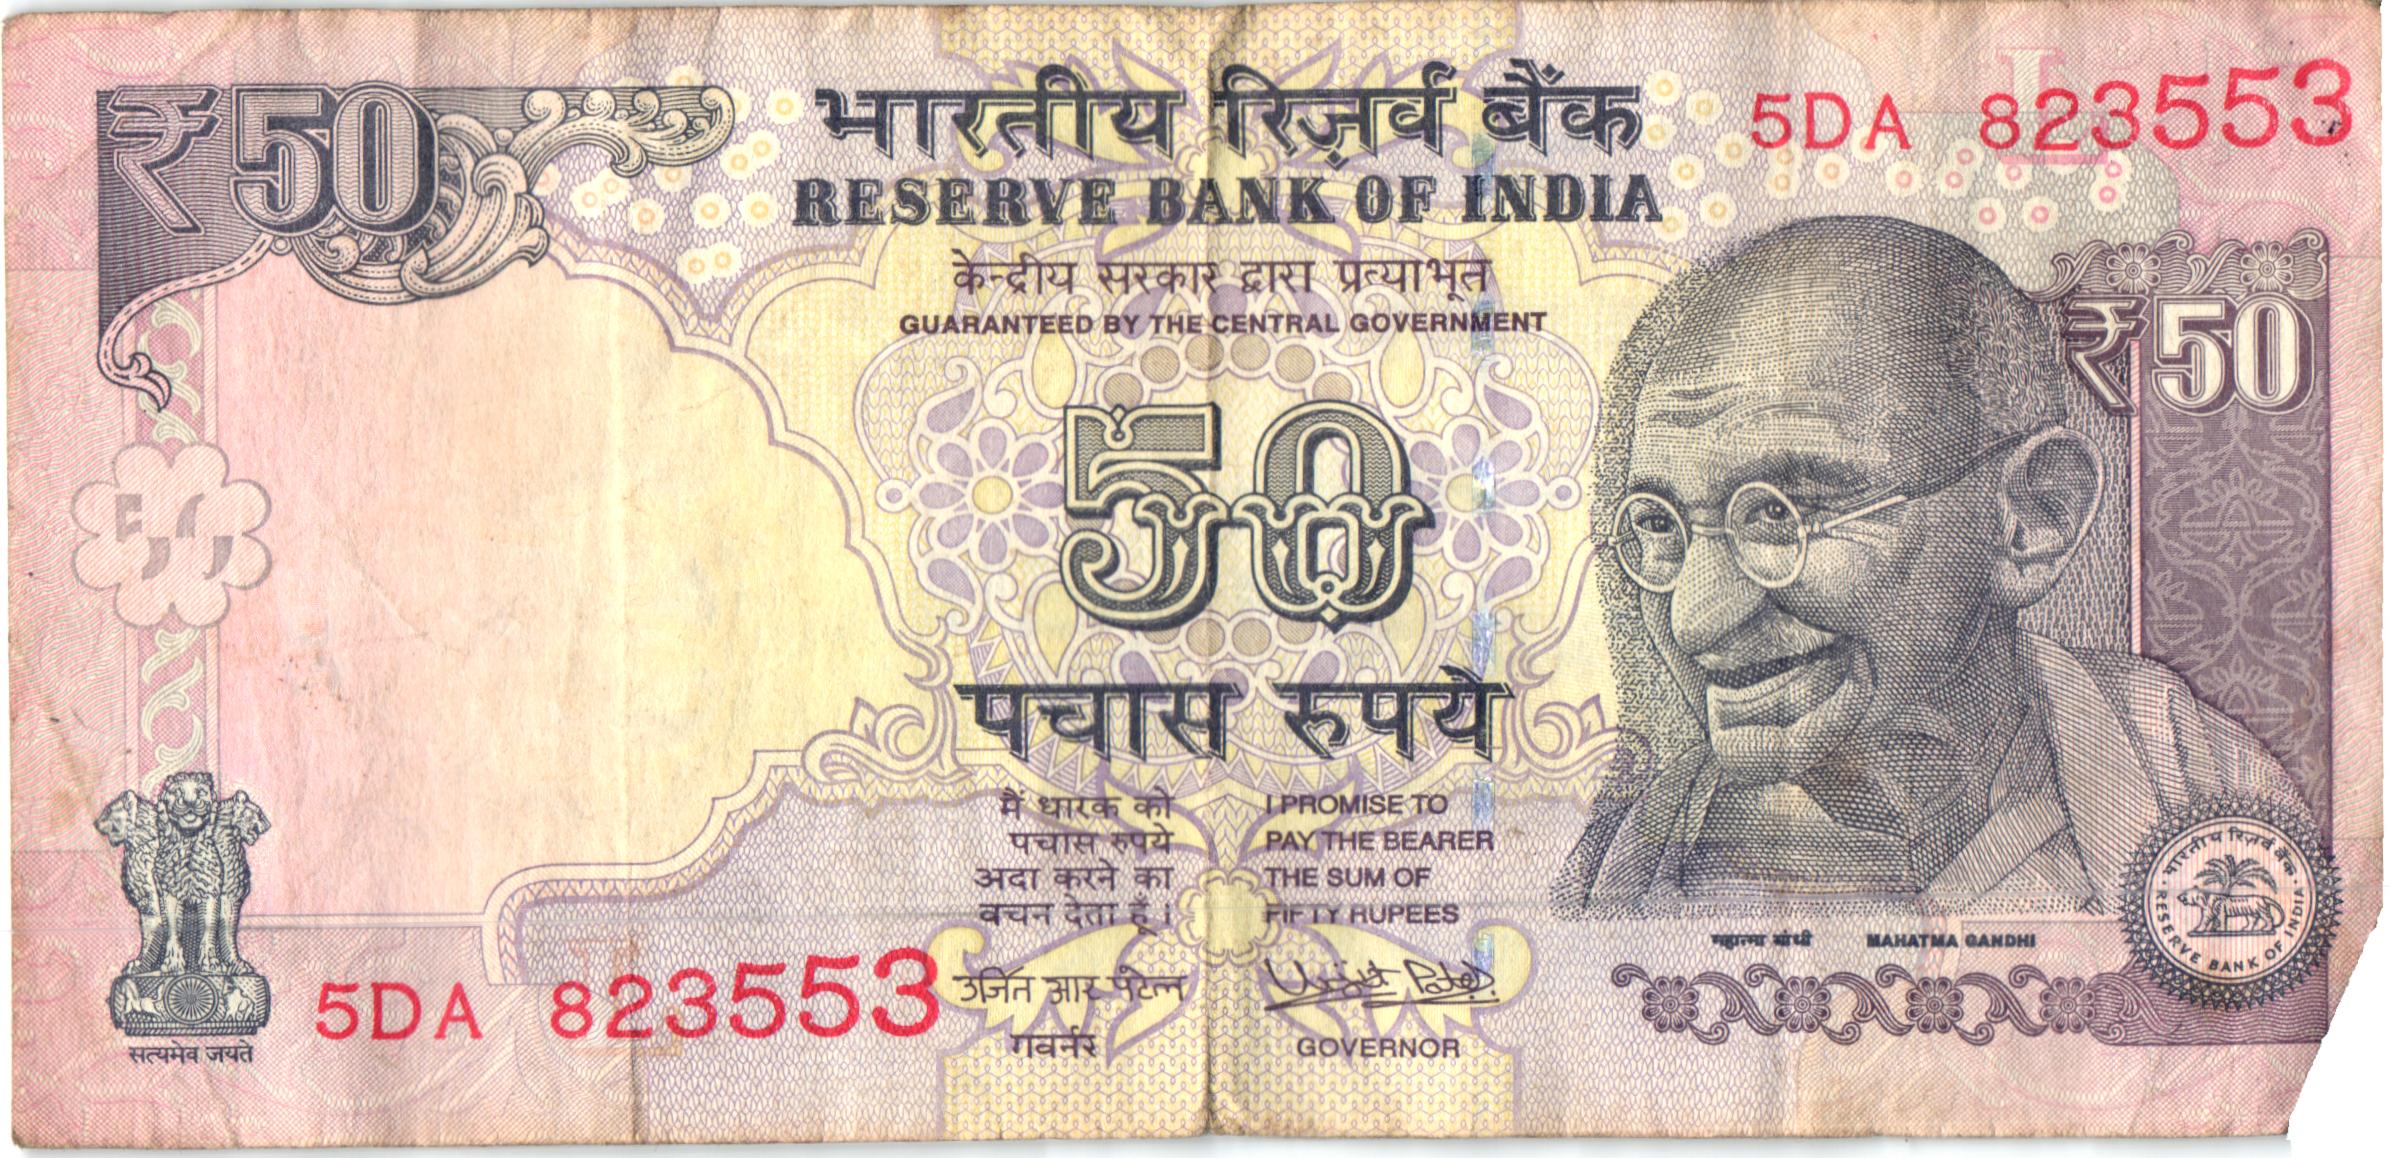 ₹50
भारतीय रिज़र्व बैंक
5DA 823553
RESERVE BANK OF INDIA
केन्द्रीय सरकार द्वारा प्रत्याभूत
GUARANTEED BY THE CENTRAL GOVERNMENT
₹50
50
पचास रुपये
मैं धारक को
पचास रुपये
अदा करने का
वचन देता हूँ।
I PROMISE TO
PAY THE BEARER
THE SUM OF
FIFTY RUPEES
महात्मा गांधी MAHATMA GANDHI
भारतीय रिज़र्व बैंक
RESERVE BANK OF INDIA
सत्यमेव जयते
5DA 823553
उर्जित आर पटेल
गवर्नर
Urjit Patel
GOVERNOR
L
L